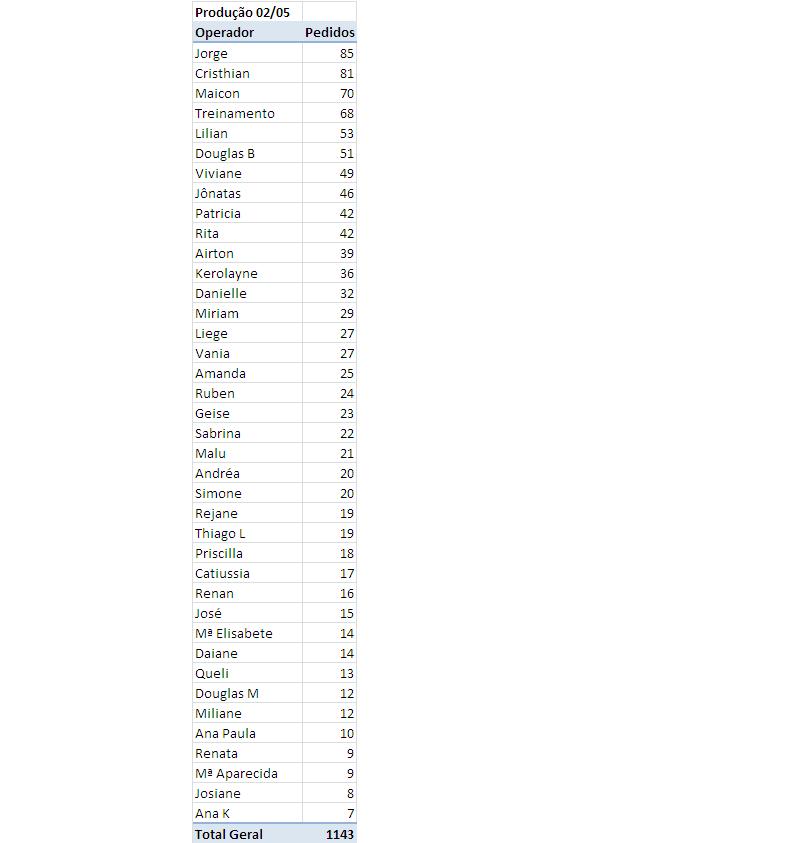 Produção 02/05
Operador Pedidos
Jorge 85
Cristhian 81
Maicon 70
Treinamento 68
Lilian 53
Douglas B 51
Viviane 49
Jônatas 46
Patricia 42
Rita 42
Airton 39
Kerolayne 36
Danielle 32
Miriam 29
Liege 27
Vania 27
Amanda 25
Ruben 24
Geise 23
Sabrina 22
Malu 21
Andréa 20
Simone 20
Rejane 19
Thiago L 19
Priscilla 18
Catiussia 17
Renan 16
José 15
Mª Elisabete 14
Daiane 14
Queli 13
Douglas M 12
Miliane 12
Ana Paula 10
Renata 9
Mª Aparecida 9
Josiane 8
Ana K 7
Total Geral 1143